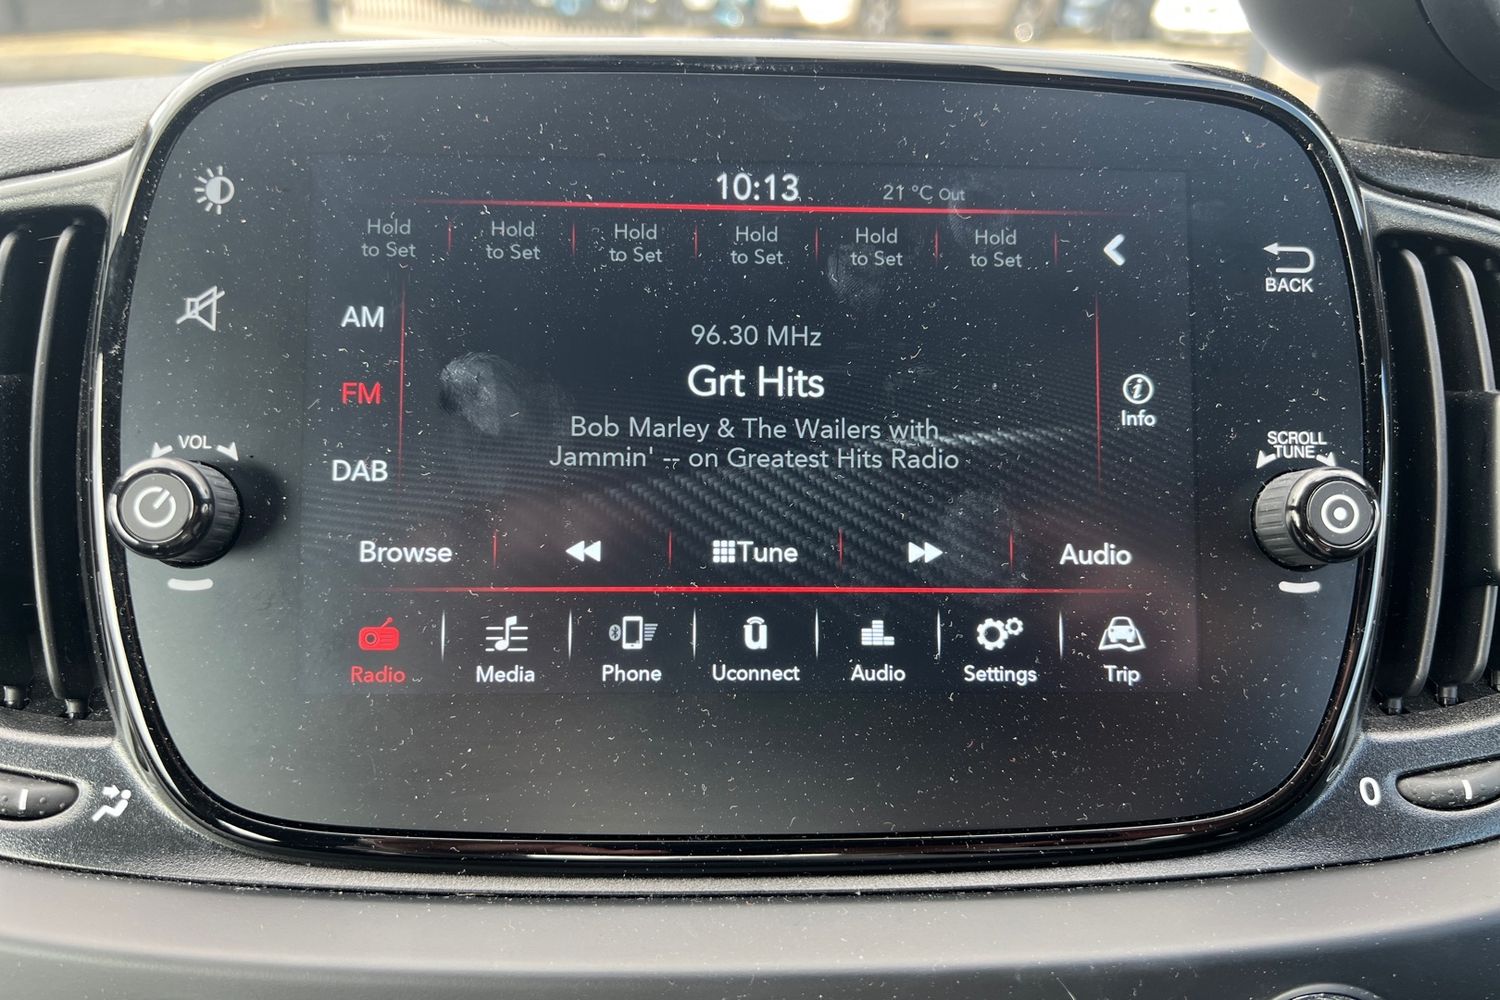 10:13
21 °C Out
Hold to Set
Hold to Set
Hold to Set
Hold to Set
Hold to Set
Hold to Set
BACK
AM
FM
DAB
96.30 MHz
Grt Hits
Bob Marley & The Wailers with
Jammin' -- on Greatest Hits Radio
Info
VOL
SCROLL
TUNE
Browse
Tune
Audio
Radio
Media
Phone
Uconnect
Audio
Settings
Trip
0